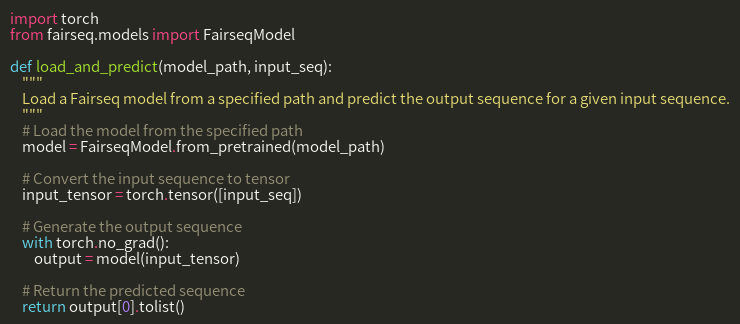 import torch
from fairseq.models import FairseqModel

def load_and_predict(model_path, input_seq):
    """
    Load a Fairseq model from a specified path and predict the output sequence for a given input sequence.
    """
    # Load the model from the specified path
    model = FairseqModel.from_pretrained(model_path)

    # Convert the input sequence to tensor
    input_tensor = torch.tensor([input_seq])

    # Generate the output sequence
    with torch.no_grad():
        output = model(input_tensor)

    # Return the predicted sequence
    return output[0].tolist()